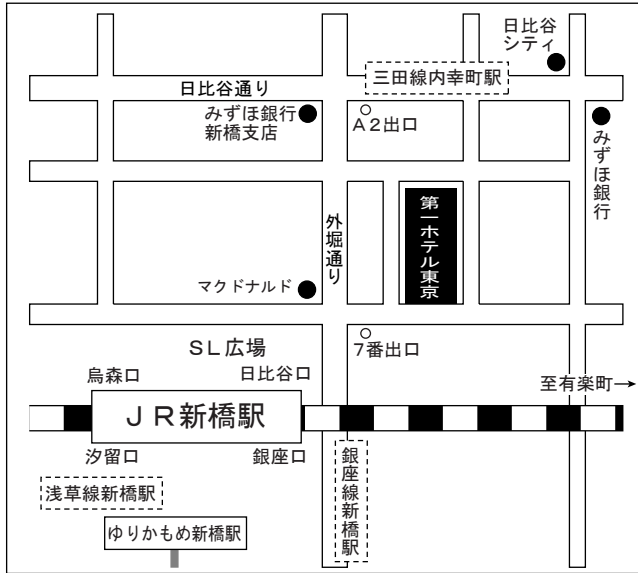 日比谷
シティ
三田線内幸町駅
日比谷通り
みずほ銀行
新橋支店
A2出口
みずほ銀行
第一ホテル東京
外堀通り
マクドナルド
7番出口
SL広場
烏森口
日比谷口
至有楽町→
JR新橋駅
汐留口
銀座口
銀座線新橋駅
浅草線新橋駅
ゆりかもめ新橋駅